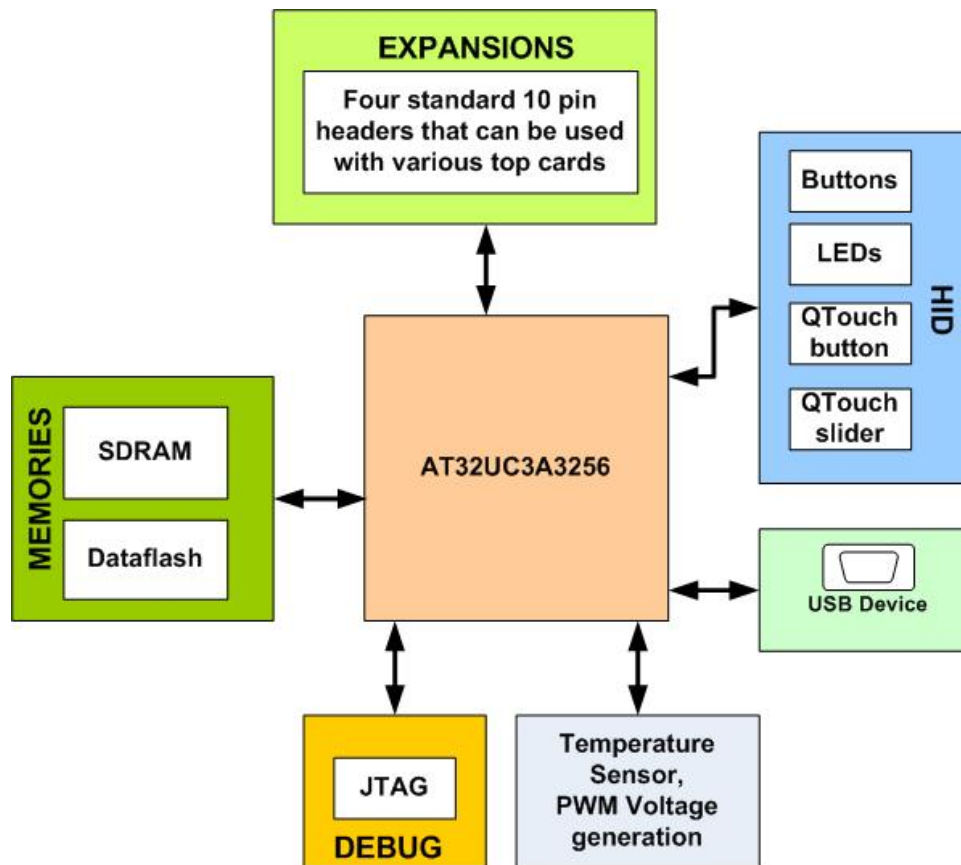 EXPANSIONS
Four standard 10 pin
headers that can be used
with various top cards
Buttons
LEDs
QTouch
button
QTouch
slider
HID
MEMORIES
SDRAM
Dataflash
AT32UC3A3256
USB Device
JTAG
DEBUG
Temperature
Sensor,
PWM Voltage
generation